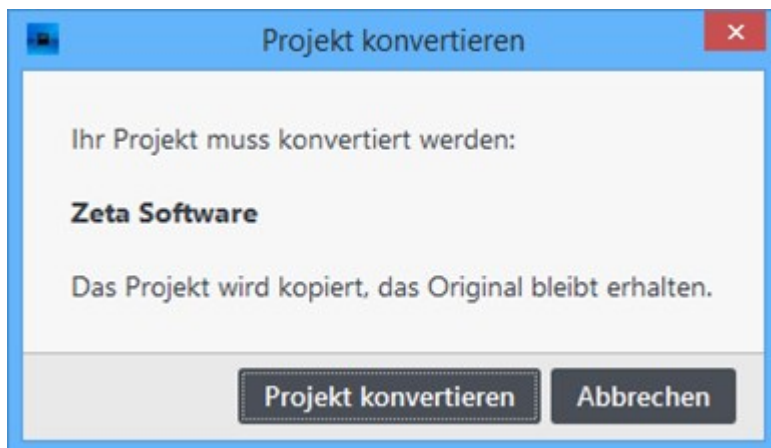 Projekt konvertieren
Ihr Projekt muss konvertiert werden:
Zeta Software
Das Projekt wird kopiert, das Original bleibt erhalten.
Projekt konvertieren Abbrechen